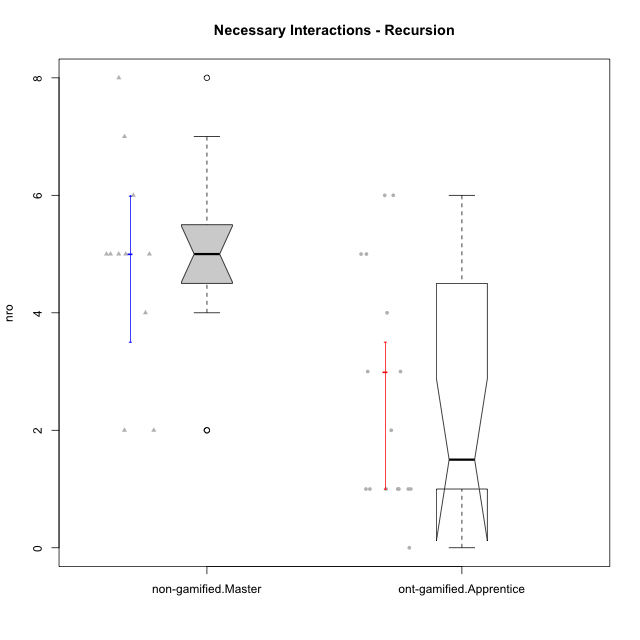 Necessary Interactions - Recursion
8
6
4
2
0
nro
non-gamified.Master
ont-gamified.Apprentice